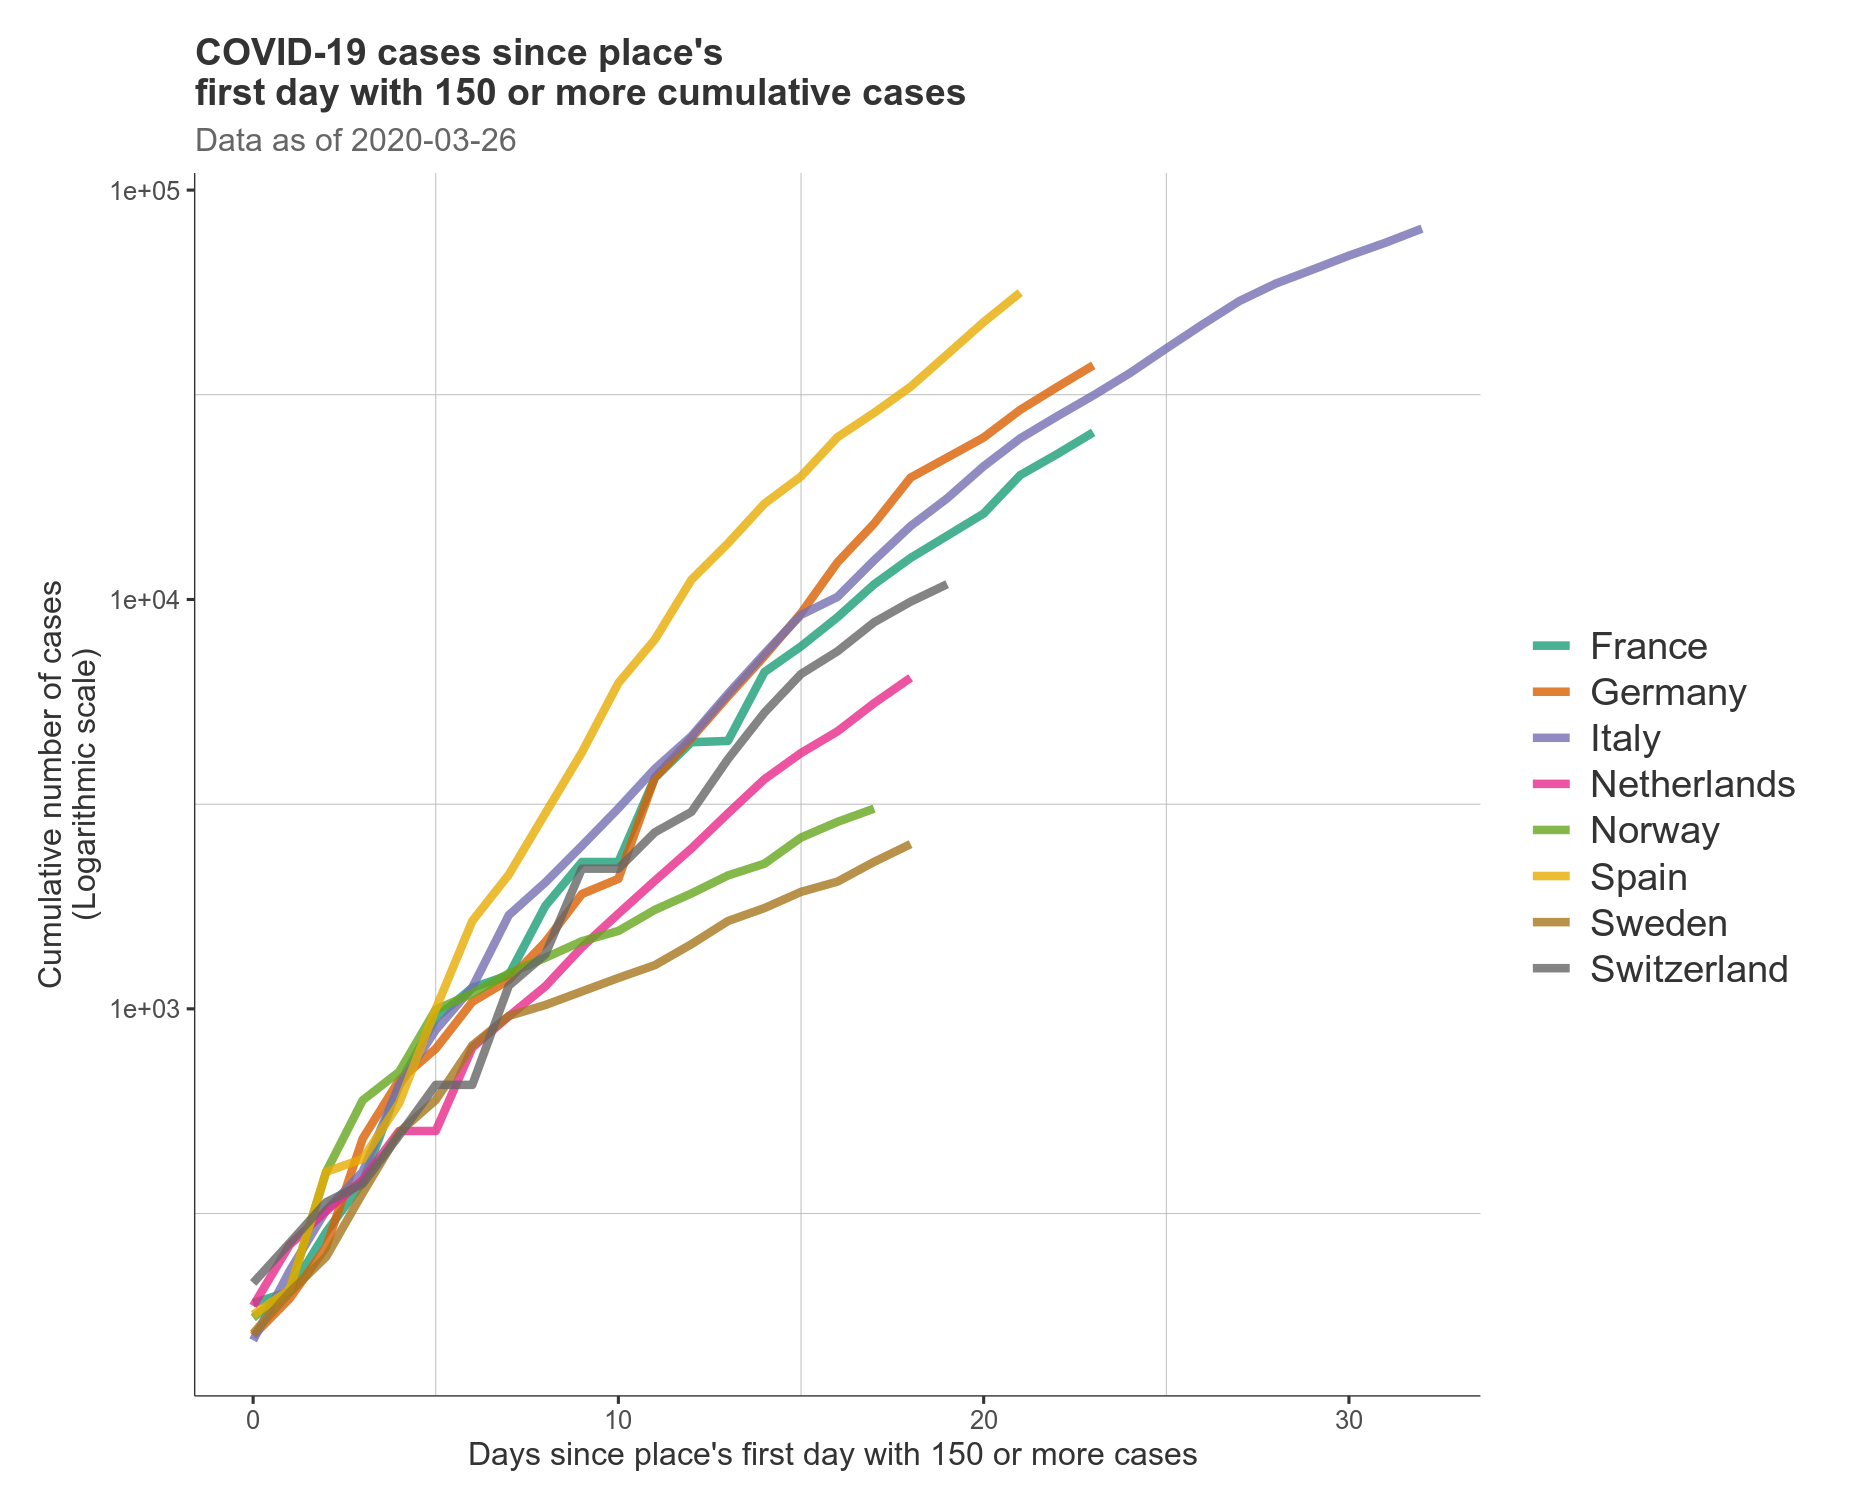 COVID-19 cases since place's
first day with 150 or more cumulative cases
Data as of 2020-03-26
1e+05
1e+04
1e+03
Cumulative number of cases
(Logarithmic scale)
0
10
20
30
Days since place's first day with 150 or more cases
France
Germany
Italy
Netherlands
Norway
Spain
Sweden
Switzerland